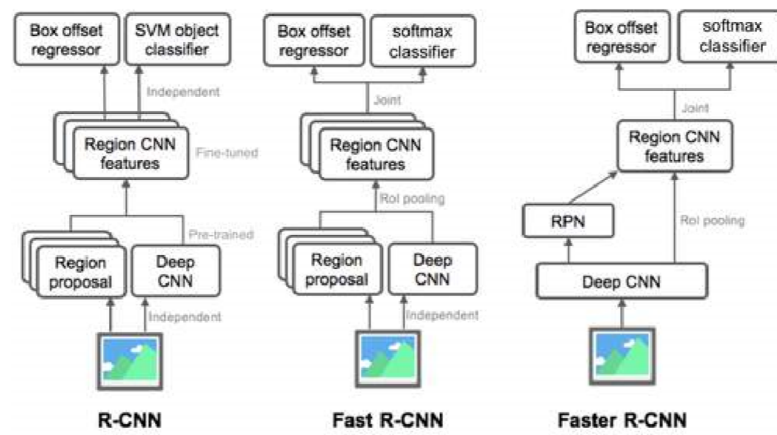 Box offset
regressor
SVM object
classifier
Independent
Region CNN
features
Fine-tuned
Pre-trained
Region
proposal
Deep
CNN
Independent
R-CNN
Box offset
regressor
softmax
classifier
Joint
Region CNN
features
RoI pooling
Region
proposal
Deep
CNN
Independent
Fast R-CNN
Box offset
regressor
softmax
classifier
Joint
Region CNN
features
RPN
RoI pooling
Deep CNN
Faster R-CNN